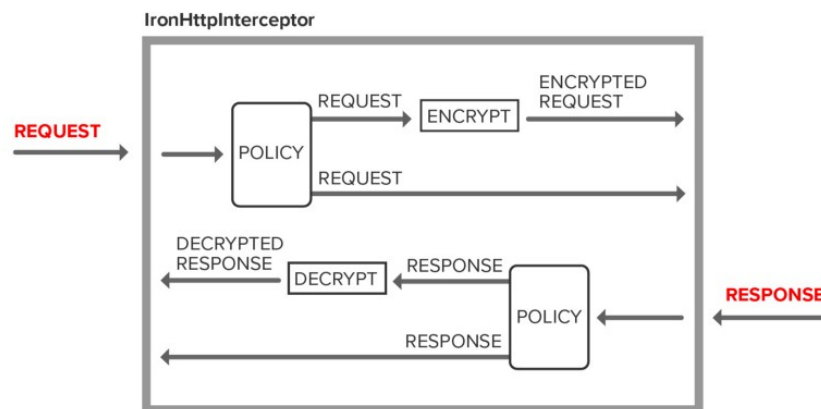 IronHttpInterceptor
REQUEST
POLICY
REQUEST
ENCRYPT
ENCRYPTED
REQUEST
REQUEST
DECRYPTED
RESPONSE
DECRYPT
RESPONSE
POLICY
RESPONSE
RESPONSE